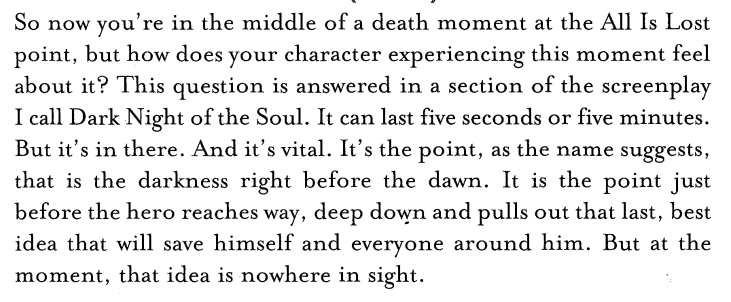 So now you're in the middle of a death moment at the All Is Lost
point, but how does your character experiencing this moment feel
about it? This question is answered in a section of the screenplay
I call Dark Night of the Soul. It can last five seconds or five minutes.
But it's in there. And it's vital. It's the point, as the name suggests,
that is the darkness right before the dawn. It is the point just
before the hero reaches way, deep down and pulls out that last, best
idea that will save himself and everyone around him. But at the
moment, that idea is nowhere in sight.